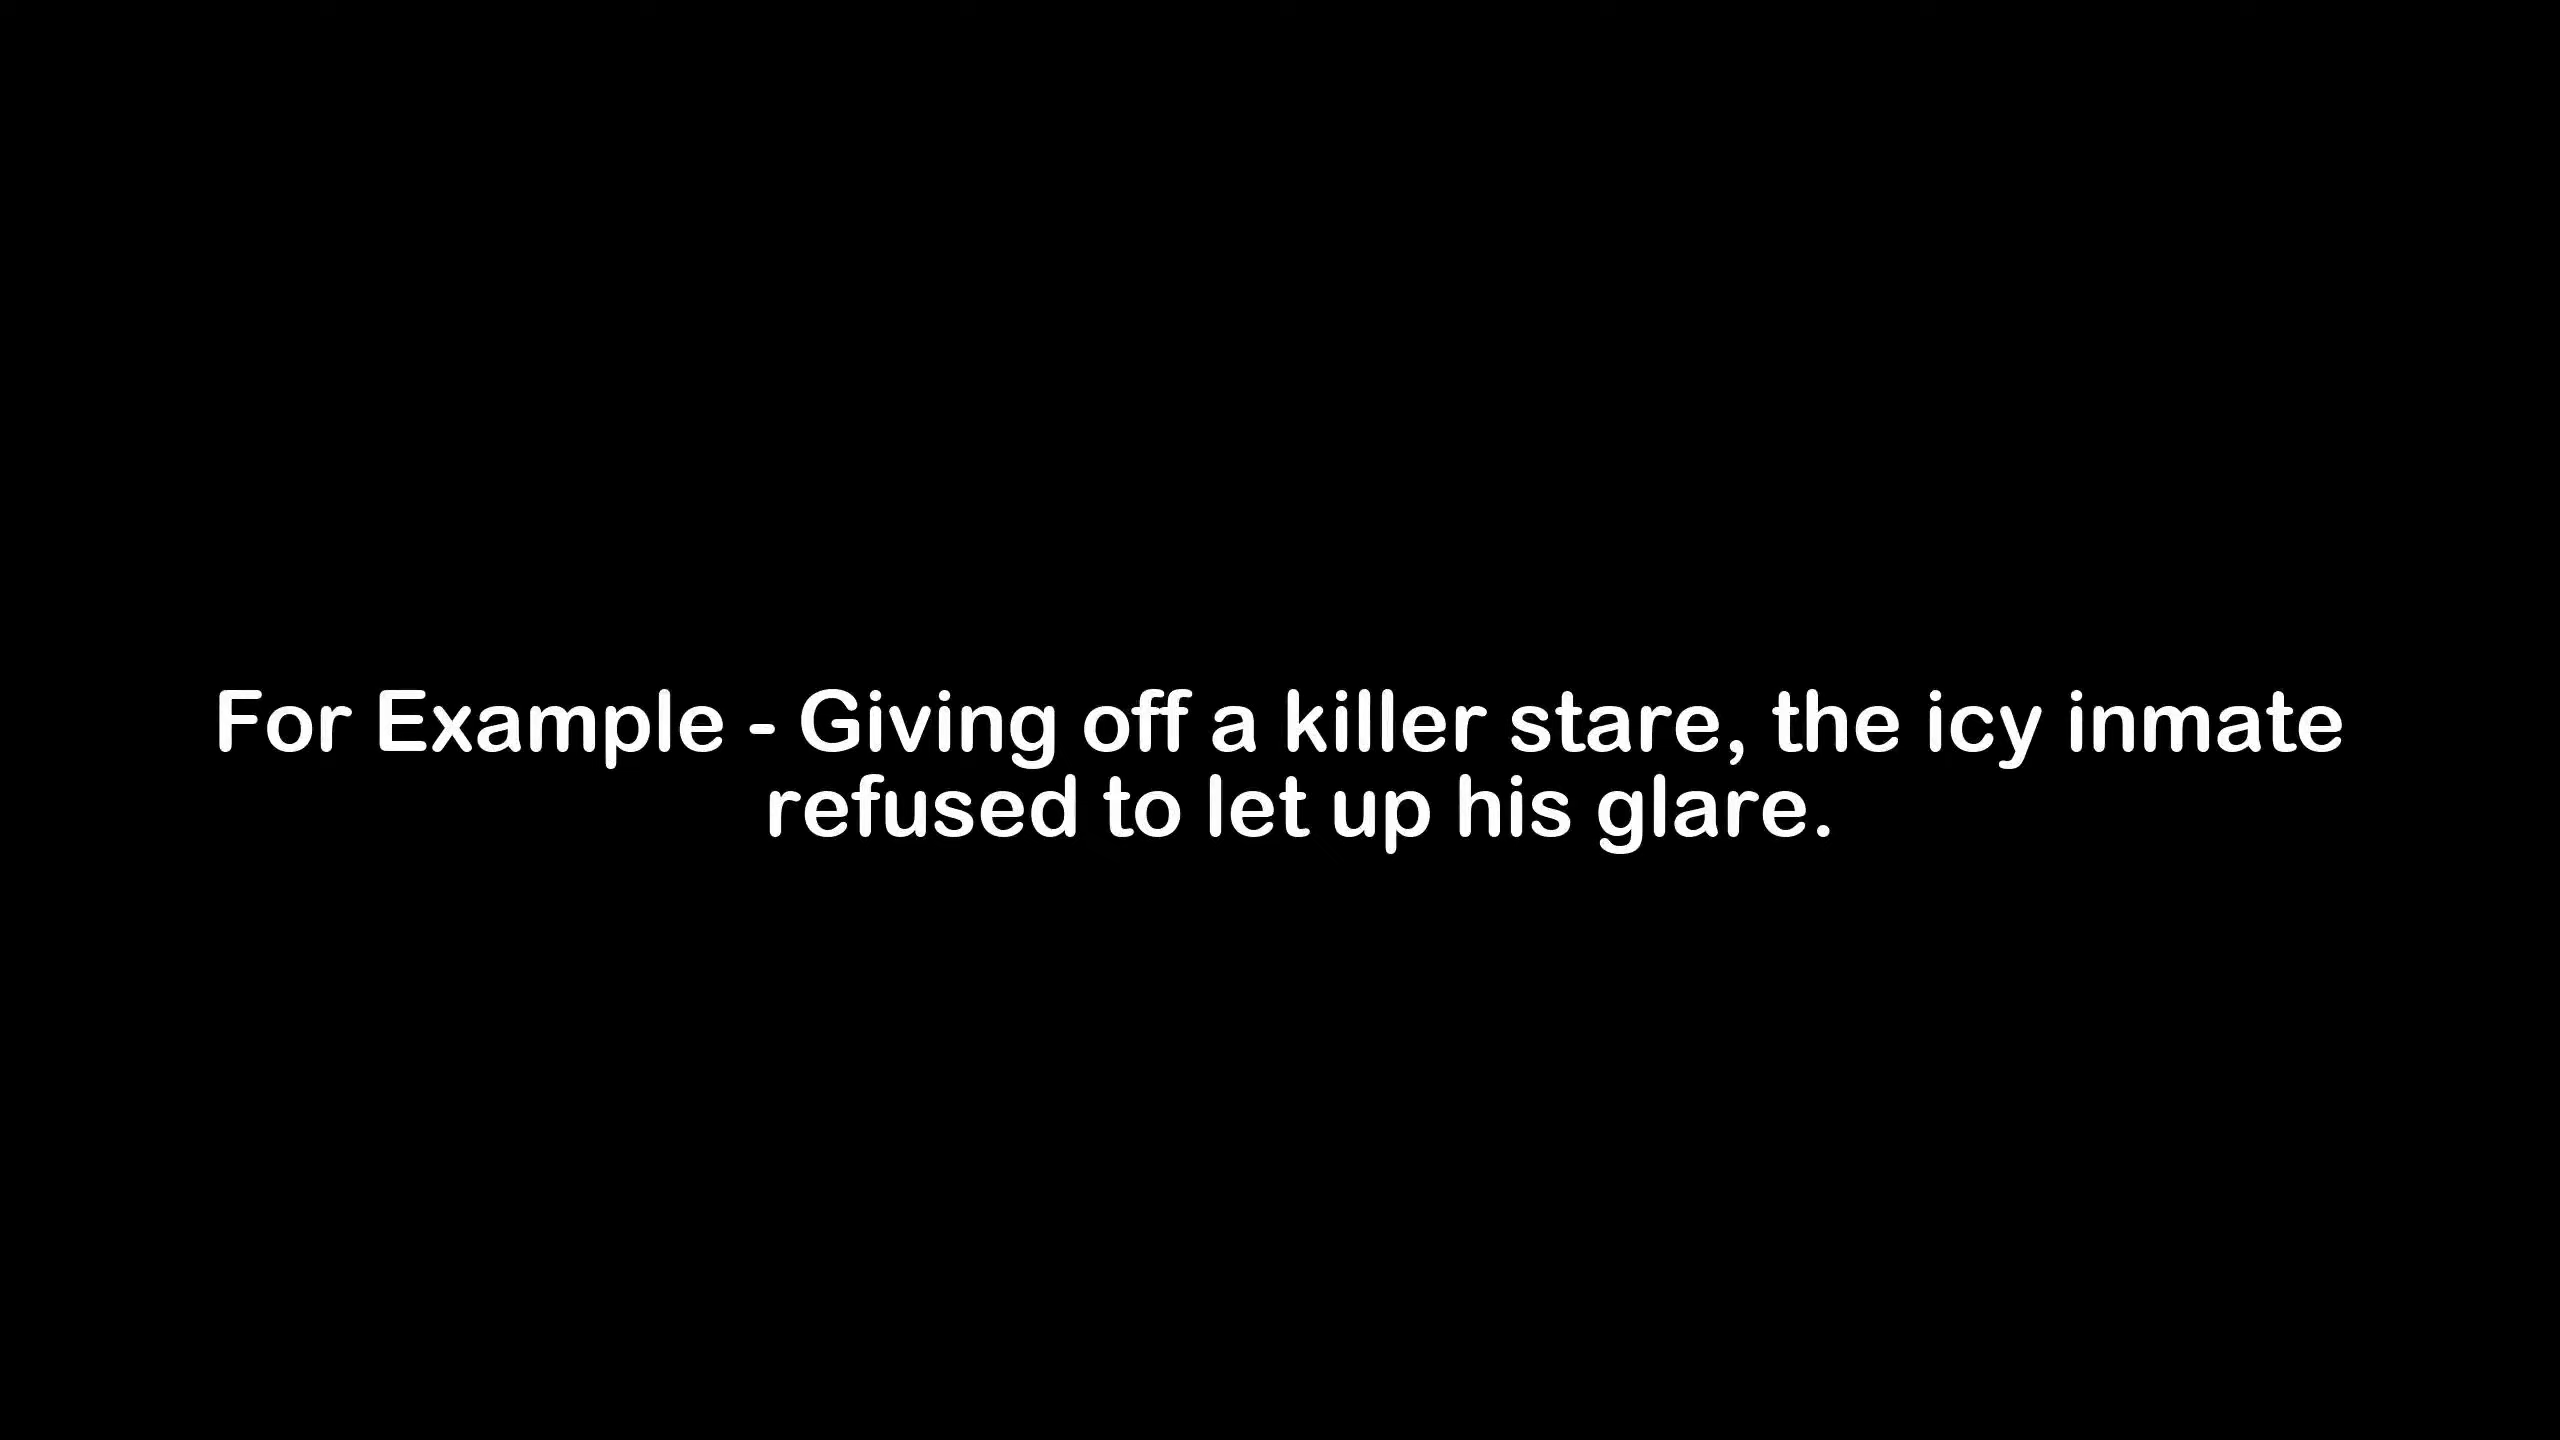 For Example - Giving off a killer stare, the icy inmate
refused to let up his glare.